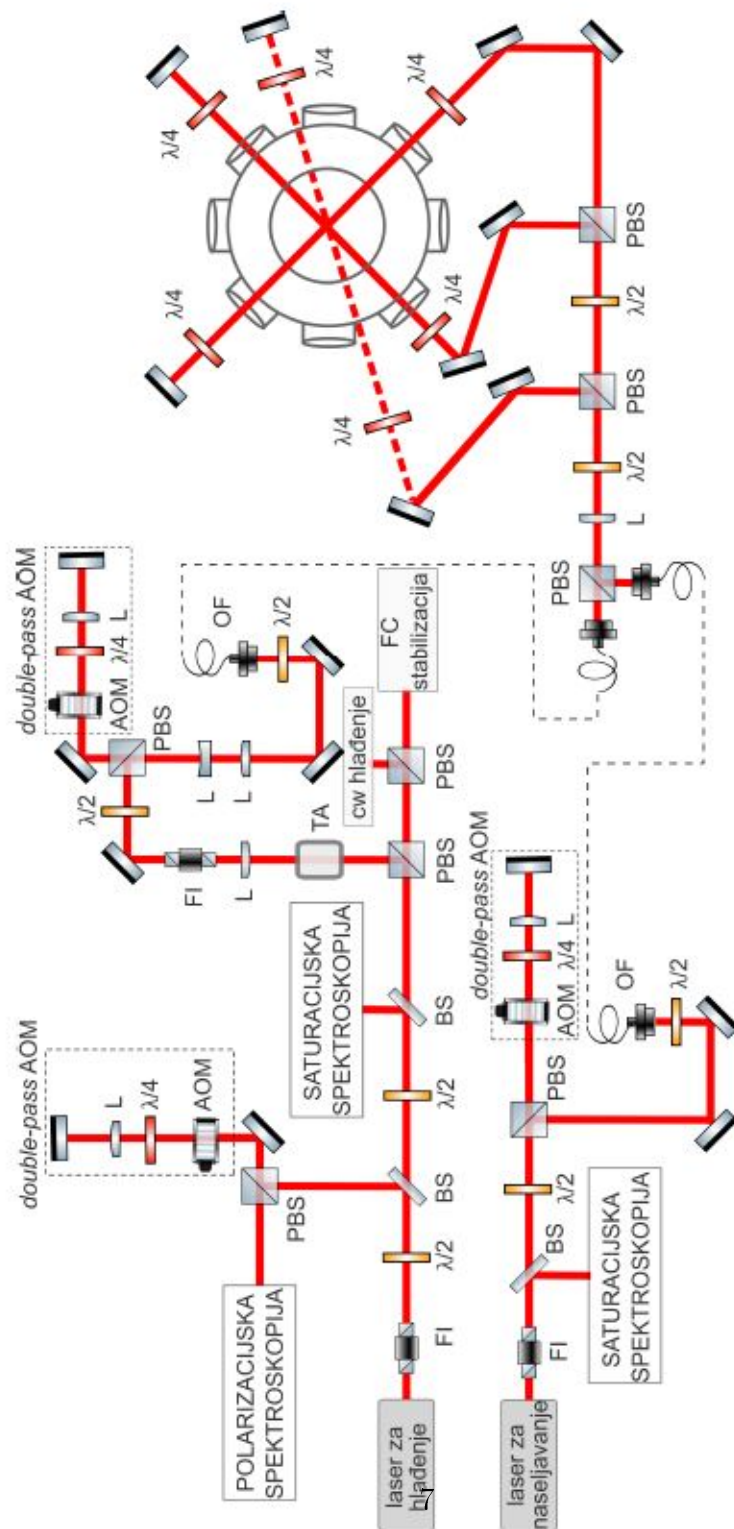 double-pass AOM
L
λ/4
AOM
PBS
POLARIZACIJSKA
SPEKTROSKOPIJA
double-pass AOM
AOM
λ/4
L
PBS
λ/2
L
L
OF
λ/2
FI
L
TA
SATURACIJSKA
SPEKTROSKOPIJA
cw hlađenje
FC
stabilizacija
laser za
hlađenje
FI
λ/2
BS
λ/2
BS
PBS
PBS
7
double-pass AOM
AOM
λ/4
L
laser za
naseljavanje
FI
BS
λ/2
PBS
OF
λ/2
SATURACIJSKA
SPEKTROSKOPIJA
λ/4
λ/4
λ/4
λ/4
λ/4
λ/4
PBS
L
λ/2
PBS
λ/2
PBS